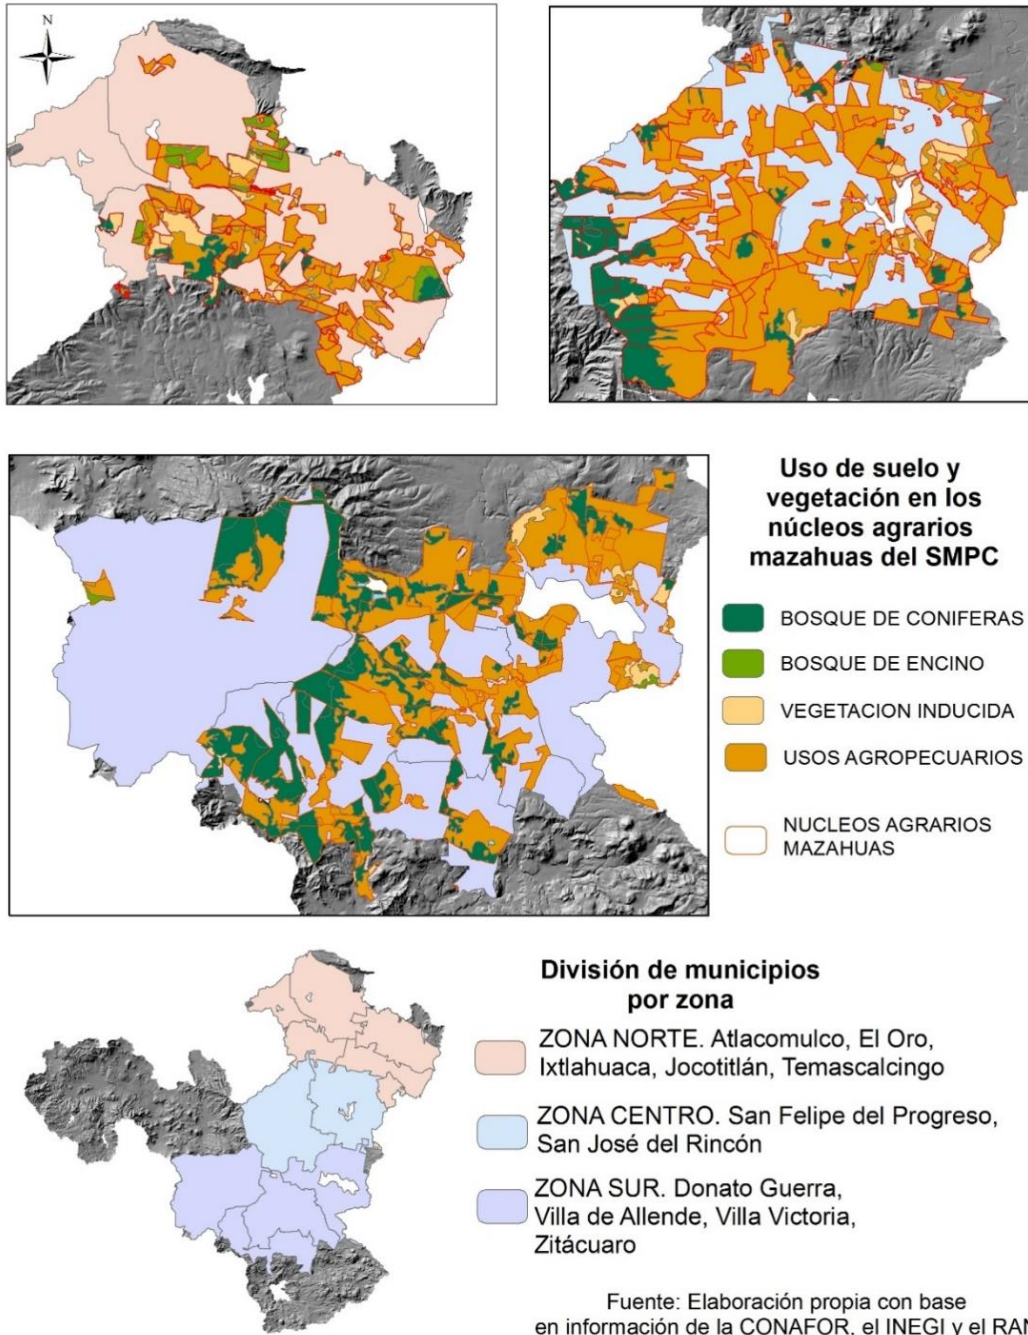 N
Uso de suelo y
vegetación en los
núcleos agrarios
mazahuas del SMPC
BOSQUE DE CONIFERAS
BOSQUE DE ENCINO
VEGETACION INDUCIDA
USOS AGROPECUARIOS
NUCLEOS AGRARIOS
MAZAHUAS
División de municipios
por zona
ZONA NORTE. Atlacomulco, El Oro,
Ixtlahuaca, Jocotitlán, Temascalcingo
ZONA CENTRO. San Felipe del Progreso,
San José del Rincón
ZONA SUR. Donato Guerra,
Villa de Allende, Villa Victoria,
Zitácuaro
Fuente: Elaboración propia con base
en información de la CONAFOR, el INEGI y el RAN